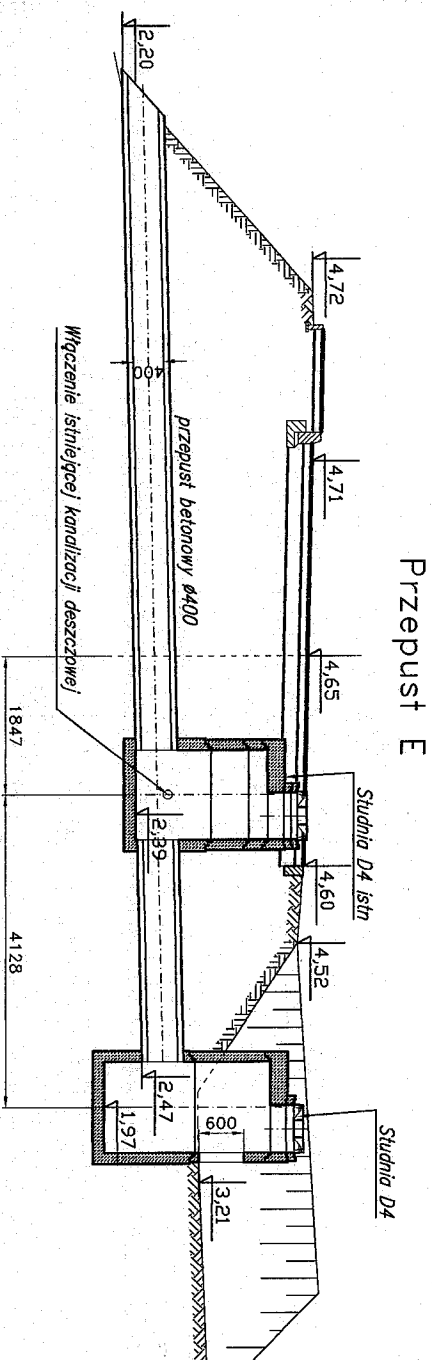 Przepust E
2,20
4,72
4,71
4,65
Studnia D4 istn
4,60
4,52
Studnia D4
przepust betonowy ø400
400
Włączenie istniejącej kanalizacji deszczowej
2,39
2,47
1,97
600
3,21
1847
4128